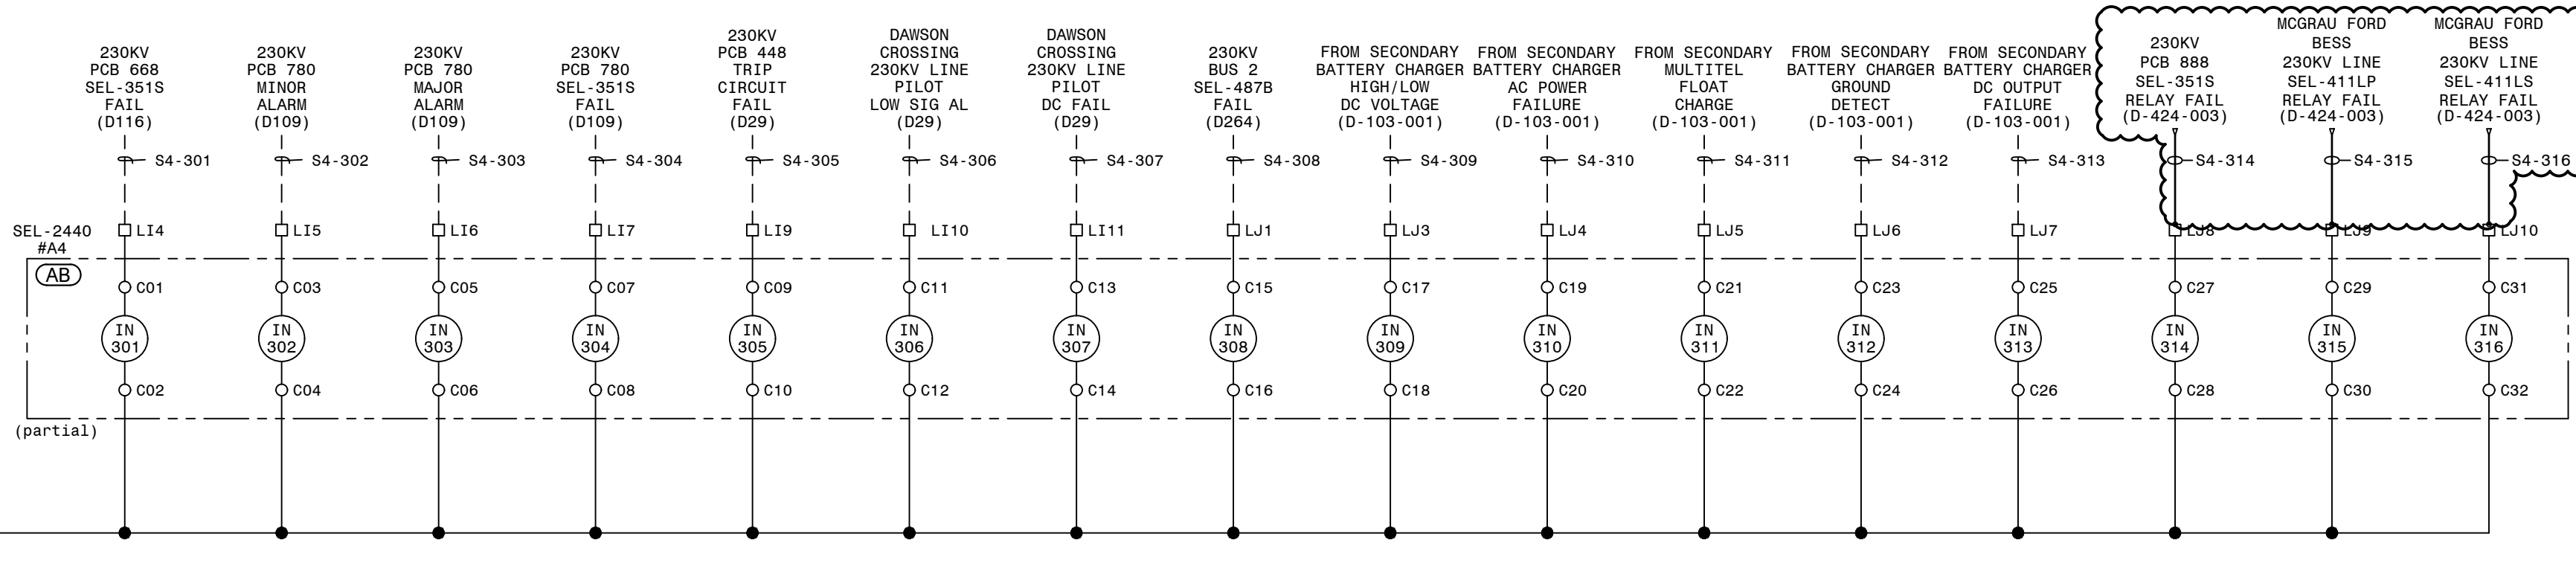 230KV
PCB 668
SEL-351S
FAIL
(D116)
230KV
PCB 780
MINOR
ALARM
(D109)
230KV
PCB 780
MAJOR
ALARM
(D109)
230KV
PCB 780
SEL-351S
FAIL
(D109)
230KV
PCB 448
TRIP
CIRCUIT
FAIL
(D29)
DAWSON
CROSSING
230KV LINE
PILOT
LOW SIG AL
(D29)
DAWSON
CROSSING
230KV LINE
PILOT
DC FAIL
(D29)
230KV
BUS 2
SEL-487B
FAIL
(D264)
FROM SECONDARY
BATTERY CHARGER
HIGH/LOW
DC VOLTAGE
(D-103-001)
FROM SECONDARY
BATTERY CHARGER
AC POWER
FAILURE
(D-103-001)
FROM SECONDARY
MULTITEL
FLOAT
CHARGE
(D-103-001)
FROM SECONDARY
BATTERY CHARGER
GROUND
DETECT
(D-103-001)
FROM SECONDARY
BATTERY CHARGER
DC OUTPUT
FAILURE
(D-103-001)
230KV
PCB 888
SEL-351S
RELAY FAIL
(D-424-003)
MCGRAU FORD
BESS
230KV LINE
SEL-411LP
RELAY FAIL
(D-424-003)
MCGRAU FORD
BESS
230KV LINE
SEL-411LS
RELAY FAIL
(D-424-003)
S4-301 S4-302 S4-303 S4-304 S4-305 S4-306 S4-307 S4-308 S4-309 S4-310 S4-311 S4-312 S4-313 S4-314 S4-315 S4-316
SEL-2440
#A4
LI4 LI5 LI6 LI7 LI9 LI10 LI11 LJ1 LJ3 LJ4 LJ5 LJ6 LJ7 LJ8 LJ9 LJ10
AB
C01 C03 C05 C07 C09 C11 C13 C15 C17 C19 C21 C23 C25 C27 C29 C31
IN IN IN IN IN IN IN IN IN IN IN IN IN IN IN IN
301 302 303 304 305 306 307 308 309 310 311 312 313 314 315 316
C02 C04 C06 C08 C10 C12 C14 C16 C18 C20 C22 C24 C26 C28 C30 C32
(partial)